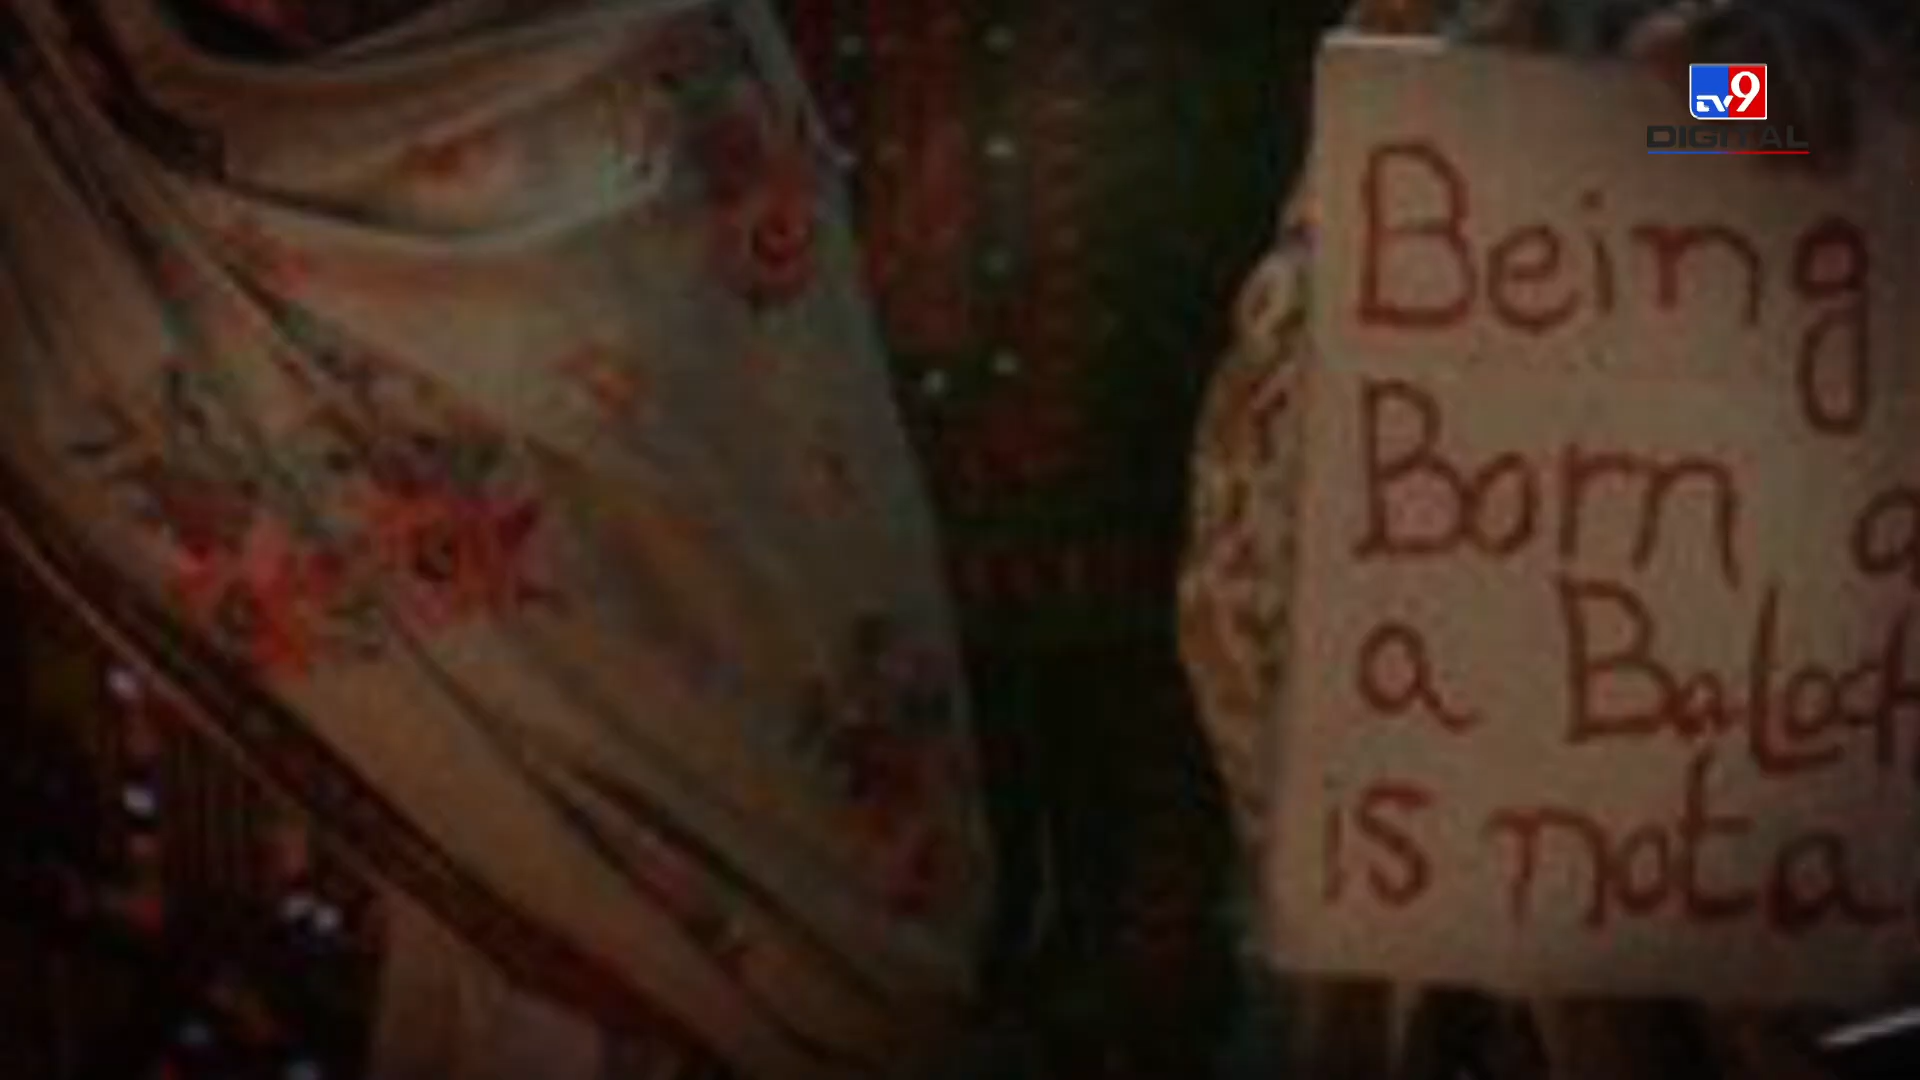 TV9
DIGITAL
Being
Born a
a Baloch
is not a